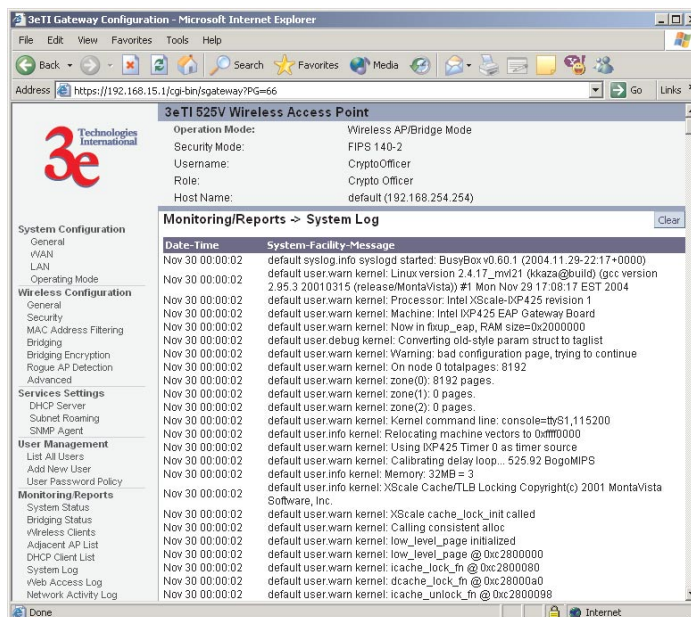 3eTI Gateway Configuration - Microsoft Internet Explorer
File Edit View Favorites Tools Help
Back Search Favorites Media
Address https://192.168.15.1/cgi-bin/sgateway?PG=66 Go Links
3e Technologies International
3eTI 525V Wireless Access Point
Operation Mode: Wireless AP/Bridge Mode
Security Mode: FIPS 140-2
Username: CryptoOfficer
Role: Crypto Officer
Host Name: default (192.168.254.254)
System Configuration
General
WAN
LAN
Operating Mode
Wireless Configuration
General
Security
MAC Address Filtering
Bridging
Bridging Encryption
Rogue AP Detection
Advanced
Services Settings
DHCP Server
Subnet Roaming
SNMP Agent
User Management
List All Users
Add New User
User Password Policy
Monitoring/Reports
System Status
Bridging Status
Wireless Clients
Adjacent AP List
DHCP Client List
System Log
Web Access Log
Network Activity Log
Monitoring/Reports -> System Log Clear
Date-Time System-Facility-Message
Nov 30 00:00:02 default syslog.info syslogd started: BusyBox v0.60.1 (2004.11.29-22:17+0000)
Nov 30 00:00:02 default user.warn kernel: Linux version 2.4.17_mvl21 (kkaza@build) (gcc version
2.95.3 20010315 (release/MontaVista)) #1 Mon Nov 29 17:08:17 EST 2004
Nov 30 00:00:02 default user.warn kernel: Processor: Intel XScale-IXP425 revision 1
Nov 30 00:00:02 default user.warn kernel: Machine: Intel IXP425 EAP Gateway Board
Nov 30 00:00:02 default user.warn kernel: Now in fixup_eap, RAM size=0x2000000
Nov 30 00:00:02 default user.debug kernel: Converting old-style param struct to taglist
Nov 30 00:00:02 default user.warn kernel: Warning: bad configuration page, trying to continue
Nov 30 00:00:02 default user.warn kernel: On node 0 totalpages: 8192
Nov 30 00:00:02 default user.warn kernel: zone(0): 8192 pages.
Nov 30 00:00:02 default user.warn kernel: zone(1): 0 pages.
Nov 30 00:00:02 default user.warn kernel: zone(2): 0 pages.
Nov 30 00:00:02 default user.warn kernel: Kernel command line: console=ttyS1,115200
Nov 30 00:00:02 default user.info kernel: Relocating machine vectors to 0xffff0000
Nov 30 00:00:02 default user.warn kernel: Using IXP425 Timer 0 as timer source
Nov 30 00:00:02 default user.warn kernel: Calibrating delay loop... 525.92 BogoMIPS
Nov 30 00:00:02 default user.info kernel: Memory: 32MB = 3
Nov 30 00:00:02 default user.info kernel: XScale Cache/TLB Locking Copyright(c) 2001 MontaVista
Software, Inc.
Nov 30 00:00:02 default user.warn kernel: XScale cache_lock_init called
Nov 30 00:00:02 default user.warn kernel: Calling consistent alloc
Nov 30 00:00:02 default user.warn kernel: low_level_page initialized
Nov 30 00:00:02 default user.warn kernel: low_level_page @ 0xc2800000
Nov 30 00:00:02 default user.warn kernel: icache_lock_fn @ 0xc2800080
Nov 30 00:00:02 default user.warn kernel: dcache_lock_fn @ 0xc28000a0
Nov 30 00:00:02 default user.warn kernel: icache_unlock_fn @ 0xc2800098
Done Internet